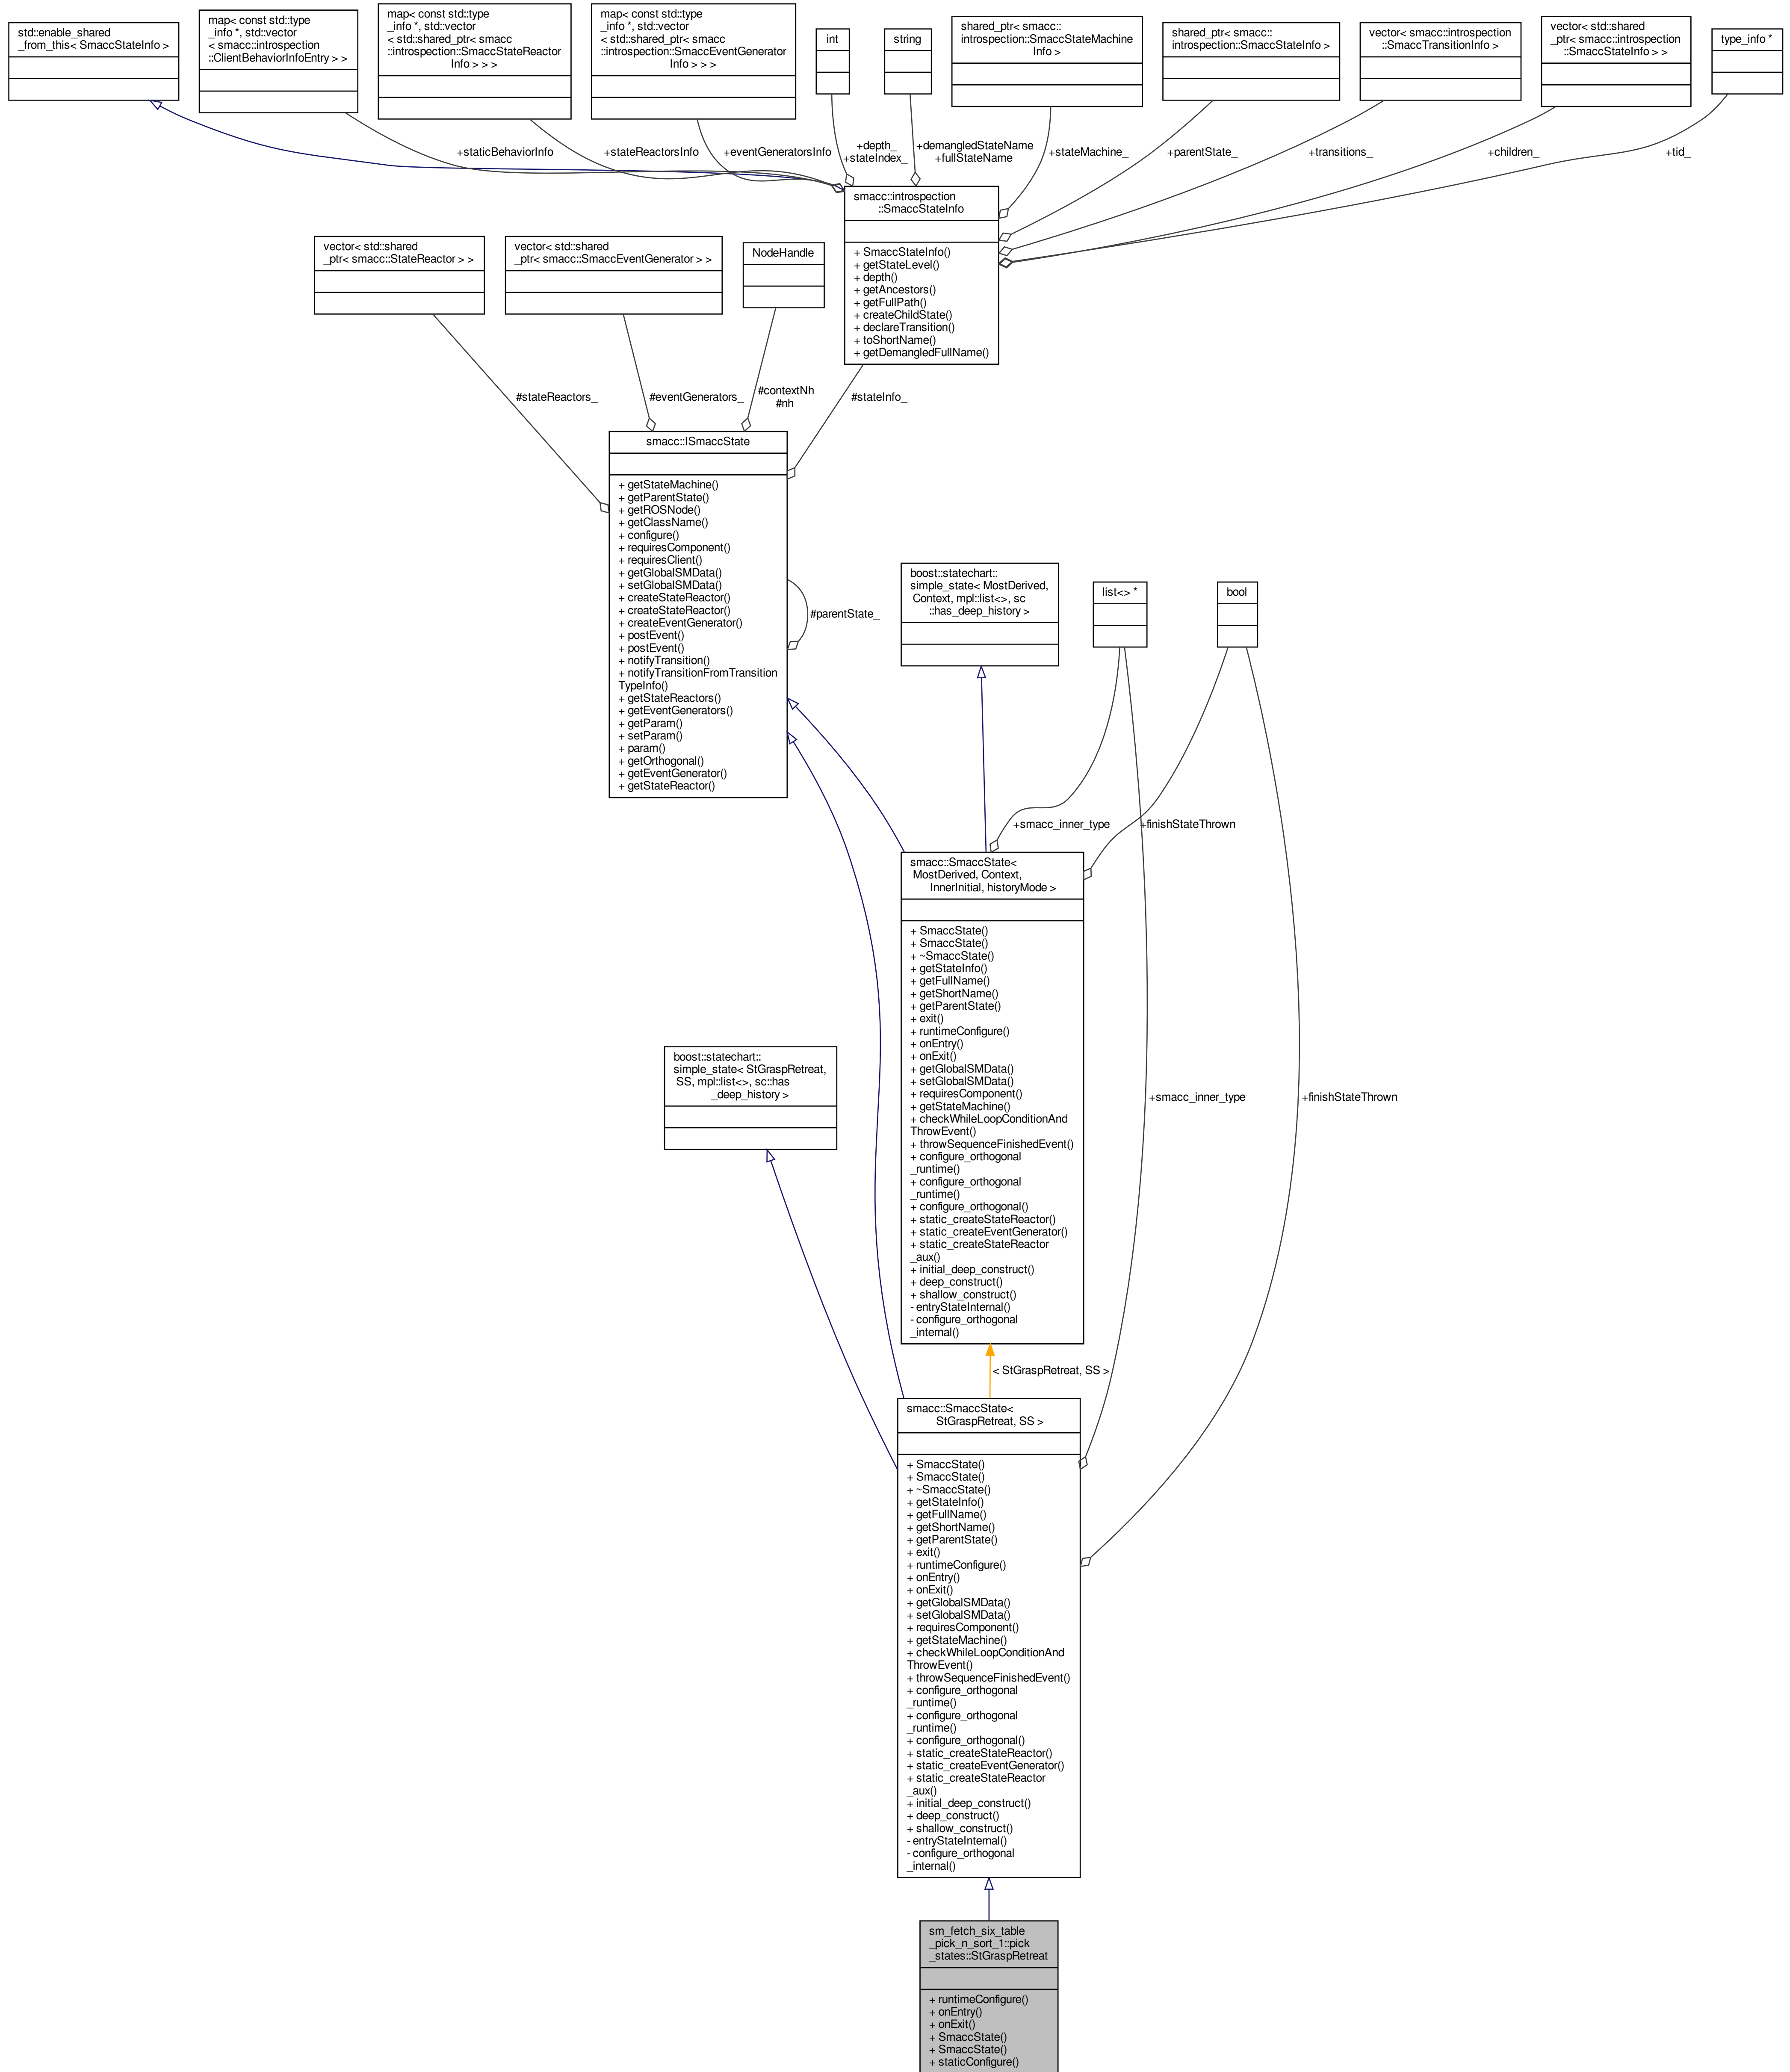 std::enable_shared
_from_this< SmaccStateInfo >
map< const std::type
_info *, std::vector
< smacc::introspection
::ClientBehaviorInfoEntry > >
map< const std::type
_info *, std::vector
< std::shared_ptr< smacc
::introspection::SmaccStateReactor
Info > > >
map< const std::type
_info *, std::vector
< std::shared_ptr< smacc
::introspection::SmaccEventGenerator
Info > > >
int
string
shared_ptr< smacc::
introspection::SmaccStateMachine
Info >
shared_ptr< smacc::
introspection::SmaccStateInfo >
vector< smacc::introspection
::SmaccTransitionInfo >
vector< std::shared
_ptr< smacc::introspection
::SmaccStateInfo > >
type_info *
+staticBehaviorInfo
+stateReactorsInfo
+eventGeneratorsInfo
+depth_
+stateIndex_
+demangledStateName
+fullStateName
+stateMachine_
+parentState_
+transitions_
+children_
+tid_
smacc::introspection
::SmaccStateInfo
+ SmaccStateInfo()
+ getStateLevel()
+ depth()
+ getAncestors()
+ getFullPath()
+ createChildState()
+ declareTransition()
+ toShortName()
+ getDemangledFullName()
vector< std::shared
_ptr< smacc::StateReactor > >
vector< std::shared
_ptr< smacc::SmaccEventGenerator > >
NodeHandle
#stateReactors_
#eventGenerators_
#contextNh
#nh
#stateInfo_
smacc::ISmaccState
+ getStateMachine()
+ getParentState()
+ getROSNode()
+ getClassName()
+ configure()
+ requiresComponent()
+ requiresClient()
+ getGlobalSMData()
+ setGlobalSMData()
+ createStateReactor()
+ createStateReactor()
+ createEventGenerator()
+ postEvent()
+ postEvent()
+ notifyTransition()
+ notifyTransitionFromTransition
TypeInfo()
+ getStateReactors()
+ getEventGenerators()
+ getParam()
+ setParam()
+ param()
+ getOrthogonal()
+ getEventGenerator()
+ getStateReactor()
#parentState_
boost::statechart::
simple_state< MostDerived,
Context, mpl::list<>, sc
::has_deep_history >
list<> *
bool
+smacc_inner_type
+finishStateThrown
smacc::SmaccState<
MostDerived, Context,
InnerInitial, historyMode >
+ SmaccState()
+ SmaccState()
+ ~SmaccState()
+ getStateInfo()
+ getFullName()
+ getShortName()
+ getParentState()
+ exit()
+ runtimeConfigure()
+ onEntry()
+ onExit()
+ getGlobalSMData()
+ setGlobalSMData()
+ requiresComponent()
+ getStateMachine()
+ checkWhileLoopConditionAnd
ThrowEvent()
+ throwSequenceFinishedEvent()
+ configure_orthogonal
_runtime()
+ configure_orthogonal
_runtime()
+ configure_orthogonal()
+ static_createStateReactor()
+ static_createEventGenerator()
+ static_createStateReactor
_aux()
+ initial_deep_construct()
+ deep_construct()
+ shallow_construct()
- entryStateInternal()
- configure_orthogonal
_internal()
boost::statechart::
simple_state< StGraspRetreat,
SS, mpl::list<>, sc::has
_deep_history >
+smacc_inner_type
+finishStateThrown
< StGraspRetreat, SS >
smacc::SmaccState<
StGraspRetreat, SS >
+ SmaccState()
+ SmaccState()
+ ~SmaccState()
+ getStateInfo()
+ getFullName()
+ getShortName()
+ getParentState()
+ exit()
+ runtimeConfigure()
+ onEntry()
+ onExit()
+ getGlobalSMData()
+ setGlobalSMData()
+ requiresComponent()
+ getStateMachine()
+ checkWhileLoopConditionAnd
ThrowEvent()
+ throwSequenceFinishedEvent()
+ configure_orthogonal
_runtime()
+ configure_orthogonal
_runtime()
+ configure_orthogonal()
+ static_createStateReactor()
+ static_createEventGenerator()
+ static_createStateReactor
_aux()
+ initial_deep_construct()
+ deep_construct()
+ shallow_construct()
- entryStateInternal()
- configure_orthogonal
_internal()
sm_fetch_six_table
_pick_n_sort_1::pick
_states::StGraspRetreat
+ runtimeConfigure()
+ onEntry()
+ onExit()
+ SmaccState()
+ SmaccState()
+ staticConfigure()